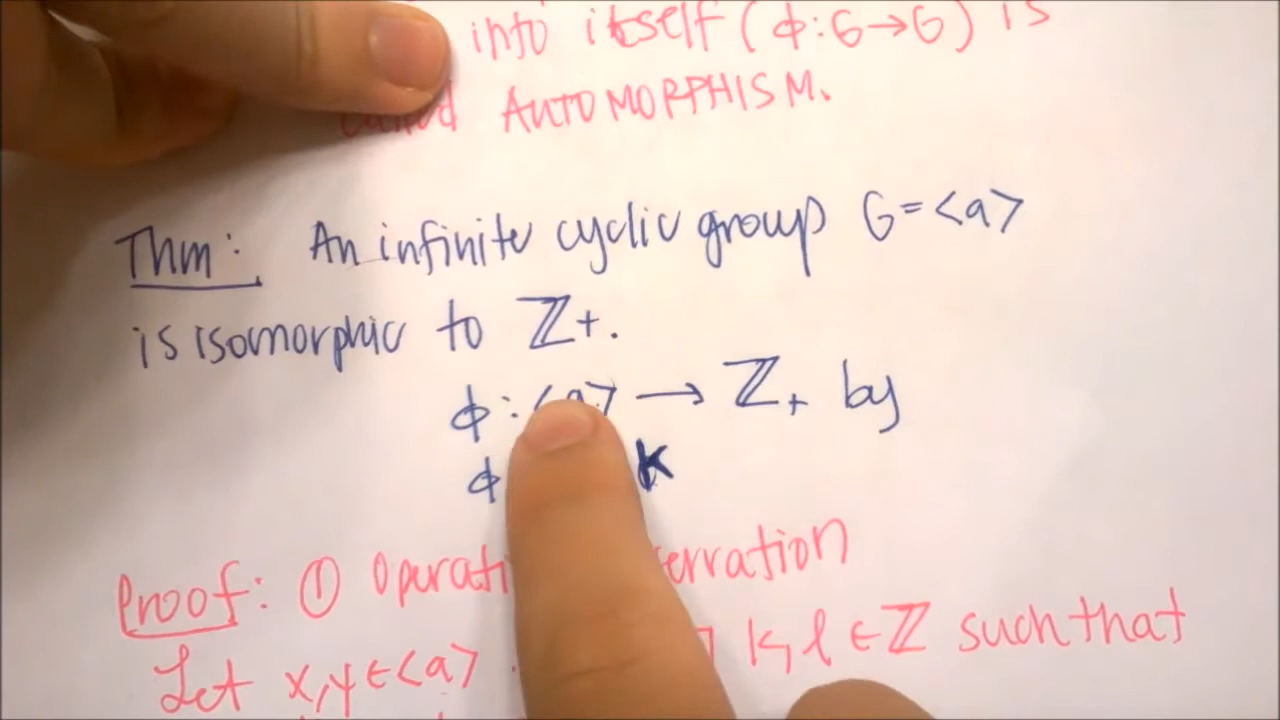 into itself (ϕ:G→G) is
called AUTOMORPHISM.
Thm: An infinite cyclic group G=<a>
is isomorphic to ℤ+.
ϕ:<a> → ℤ+ by
ϕ k
Proof: ① operati
Let x,y∈<a> k,l∈ℤ such that